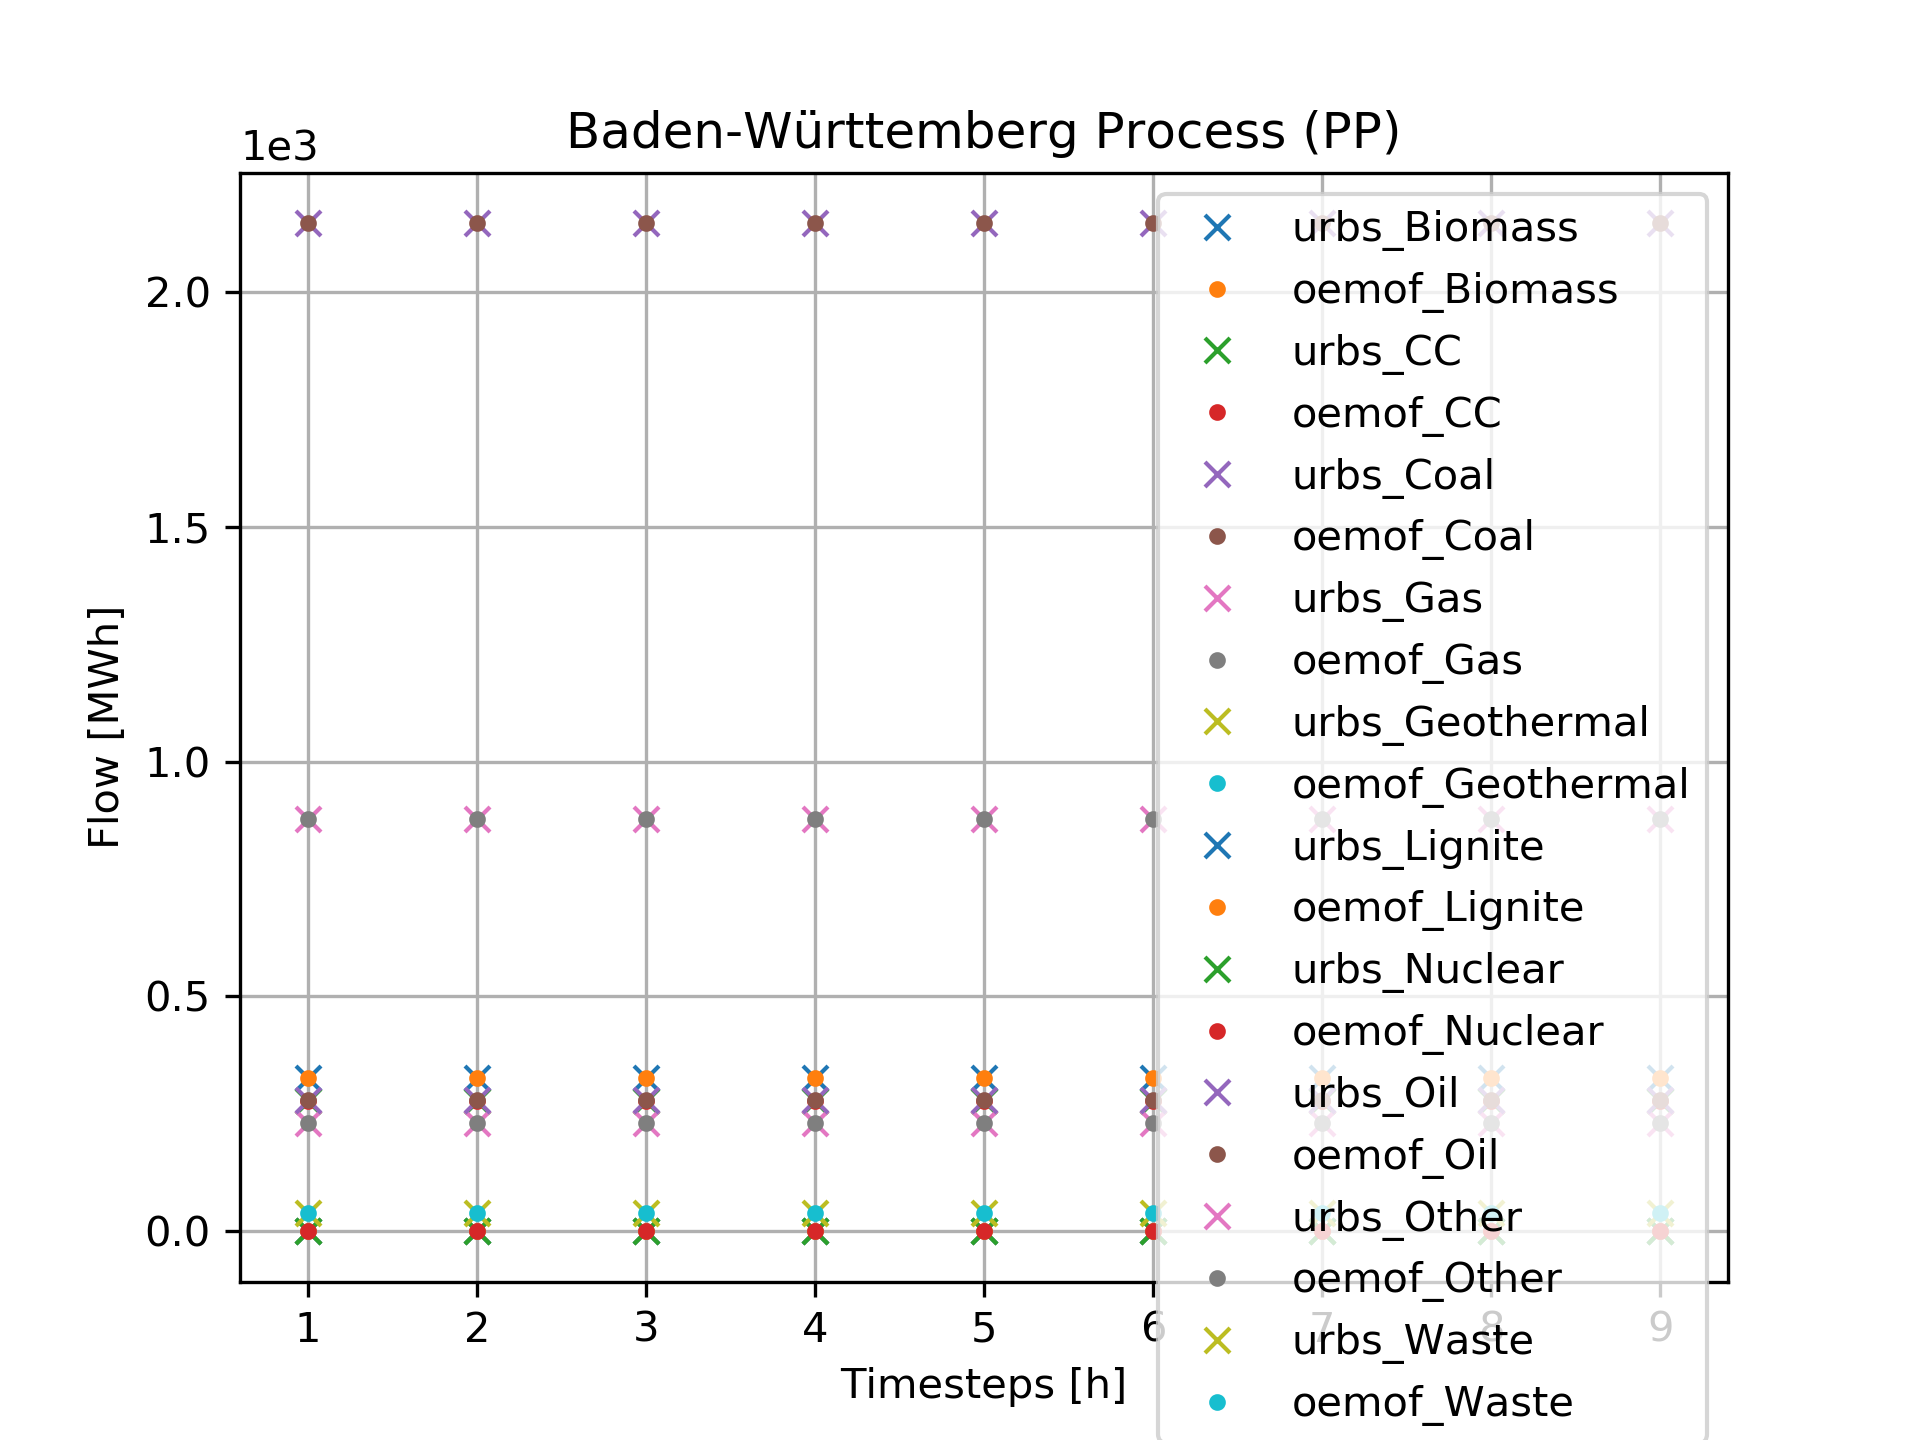 Baden-Württemberg Process (PP)
1e3
2.0
1.5
1.0
0.5
0.0
Flow [MWh]
1 2 3 4 5 6 7 8 9
Timesteps [h]
urbs_Biomass
oemof_Biomass
urbs_CC
oemof_CC
urbs_Coal
oemof_Coal
urbs_Gas
oemof_Gas
urbs_Geothermal
oemof_Geothermal
urbs_Lignite
oemof_Lignite
urbs_Nuclear
oemof_Nuclear
urbs_Oil
oemof_Oil
urbs_Other
oemof_Other
urbs_Waste
oemof_Waste